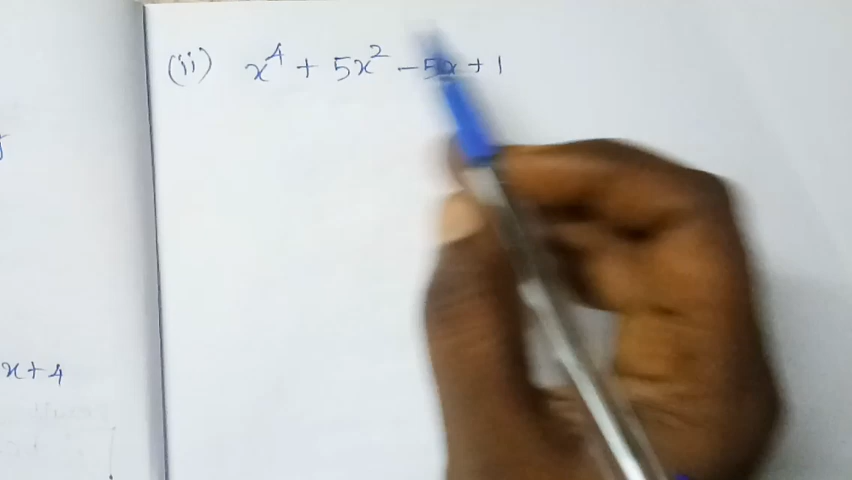 (ii) x⁴ + 5x² - 5x + 1
x + 4